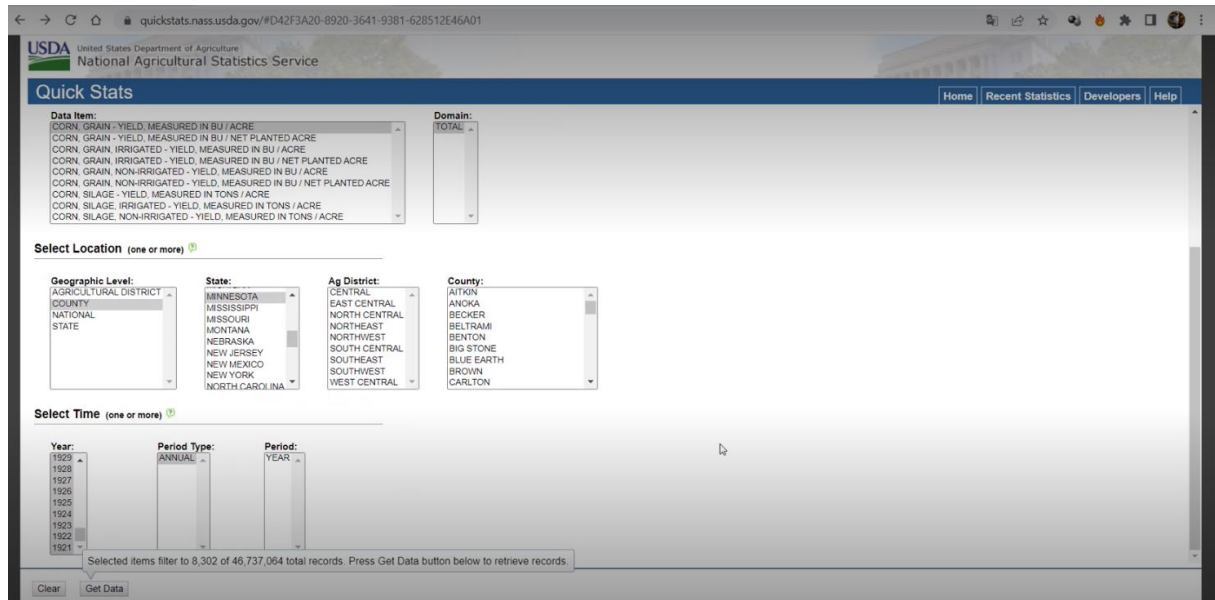 quickstats.nass.usda.gov/#D42F3A20-8920-3641-9381-628512E46A01
USDA United States Department of Agriculture
National Agricultural Statistics Service
Quick Stats
Home Recent Statistics Developers Help
Data Item: Domain:
CORN, GRAIN - YIELD, MEASURED IN BU / ACRE TOTAL
CORN, GRAIN - YIELD, MEASURED IN BU / NET PLANTED ACRE
CORN, GRAIN, IRRIGATED - YIELD, MEASURED IN BU / ACRE
CORN, GRAIN, IRRIGATED - YIELD, MEASURED IN BU / NET PLANTED ACRE
CORN, GRAIN, NON-IRRIGATED - YIELD, MEASURED IN BU / ACRE
CORN, GRAIN, NON-IRRIGATED - YIELD, MEASURED IN BU / NET PLANTED ACRE
CORN, SILAGE - YIELD, MEASURED IN TONS / ACRE
CORN, SILAGE, IRRIGATED - YIELD, MEASURED IN TONS / ACRE
CORN, SILAGE, NON-IRRIGATED - YIELD, MEASURED IN TONS / ACRE
Select Location (one or more)
Geographic Level: State: Ag District: County:
AGRICULTURAL DISTRICT MINNESOTA CENTRAL AITKIN
COUNTY MISSISSIPPI EAST CENTRAL ANOKA
NATIONAL MISSOURI NORTH CENTRAL BECKER
STATE MONTANA NORTHEAST BELTRAMI
NEBRASKA NORTHWEST BENTON
NEW JERSEY SOUTH CENTRAL BIG STONE
NEW MEXICO SOUTHEAST BLUE EARTH
NEW YORK SOUTHWEST BROWN
NORTH CAROLINA WEST CENTRAL CARLTON
Select Time (one or more)
Year: Period Type: Period:
1929 ANNUAL YEAR
1928
1927
1926
1925
1924
1923
1922
1921
Selected items filter to 8,302 of 46,737,064 total records. Press Get Data button below to retrieve records.
Clear Get Data